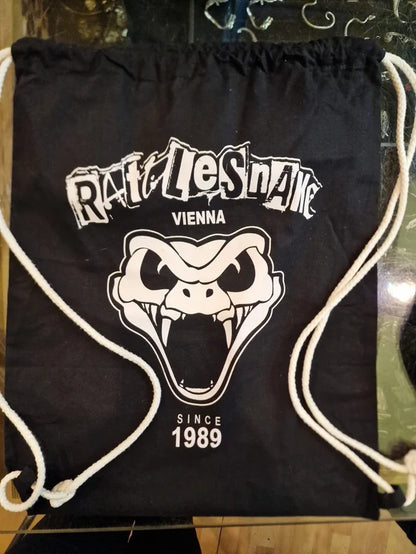 RAttLeSnAKE
VIENNA
SINCE
1989